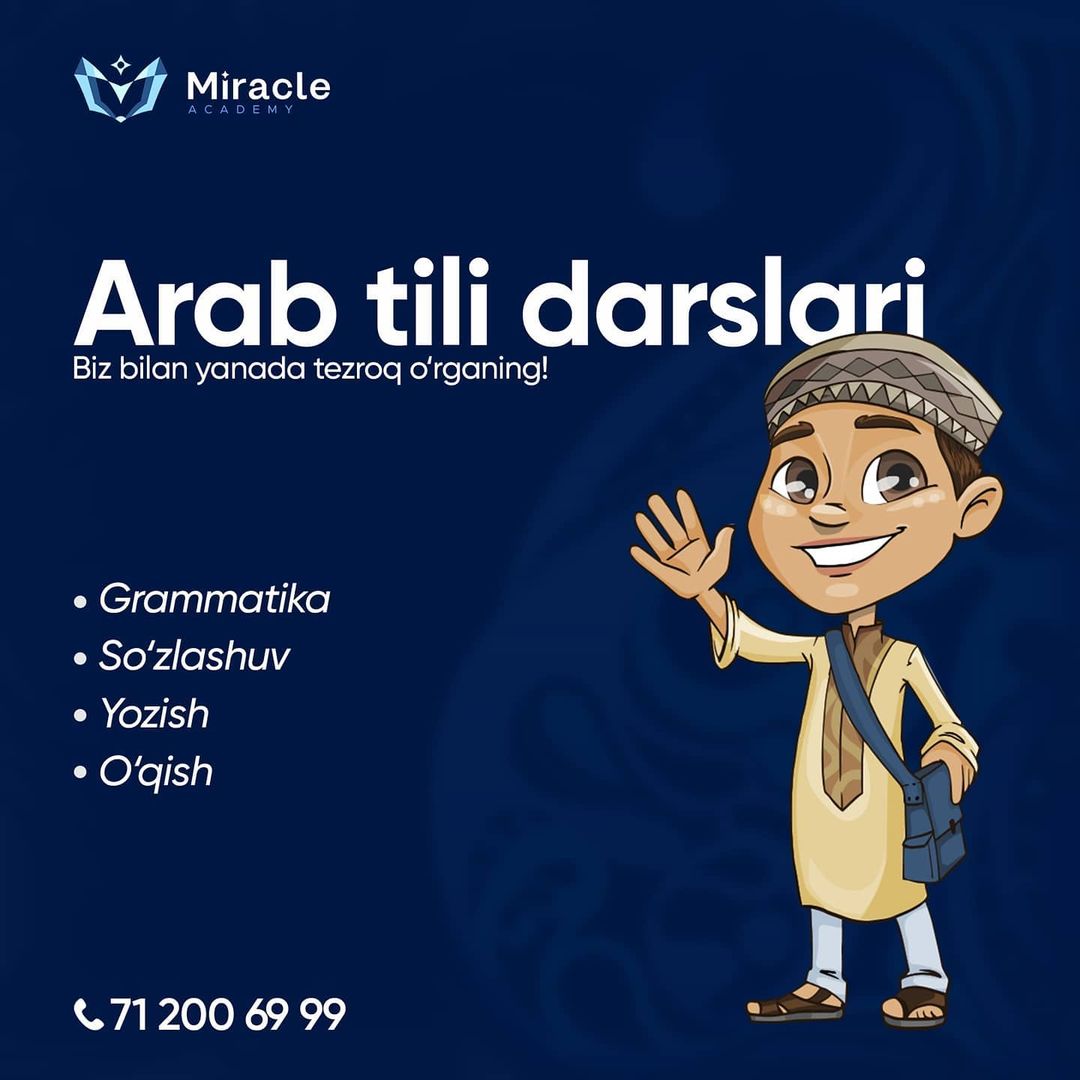 Miracle
ACADEMY
Arab tili darslari
Biz bilan yanada tezroq o‘rganing!
• Grammatika
• So‘zlashuv
• Yozish
• O‘qish
71 200 69 99